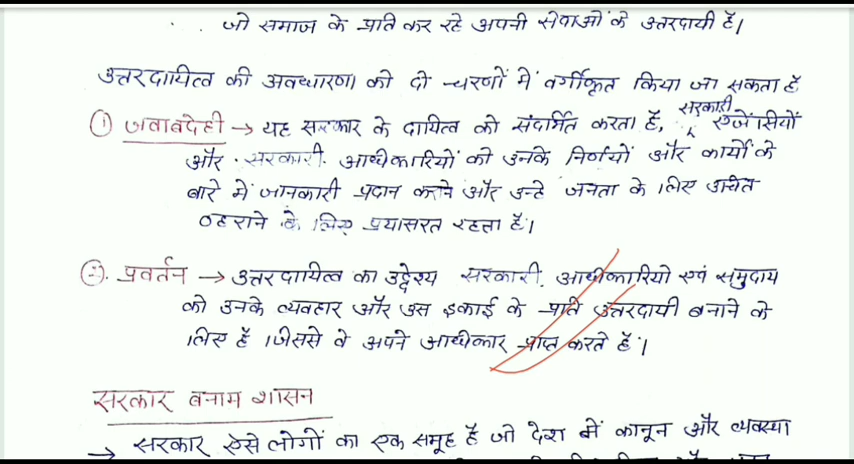 जो समाज के प्रति कर रहे अपनी सेवाओं के उत्तरदायी है।
उत्तरदायित्व की अवधारणा को दो चरणों में वर्गीकृत किया जा सकता है
① जवाबदेही → यह सरकार के दायित्व को संदर्भित करता है, सरकारी एजेंसियों
और सरकारी अधिकारियों को उनके निर्णयों और कार्यों के
बारे में जानकारी प्रदान कराने और उन्हे जनता के लिए उचित
ठहराने के लिए प्रयासरत रहता है।
②. प्रवर्तन → उत्तरदायित्व का उद्देश्य सरकारी अधिकारियो एवं समुदाय
को उनके व्यवहार और उस इकाई के प्रति उत्तरदायी बनाने के
लिए है जिससे वे अपने अधिकार प्राप्त करते है।
सरकार बनाम शासन
→ सरकार ऐसे लोगों का एक समूह है जो देश में कानून और व्यवस्था